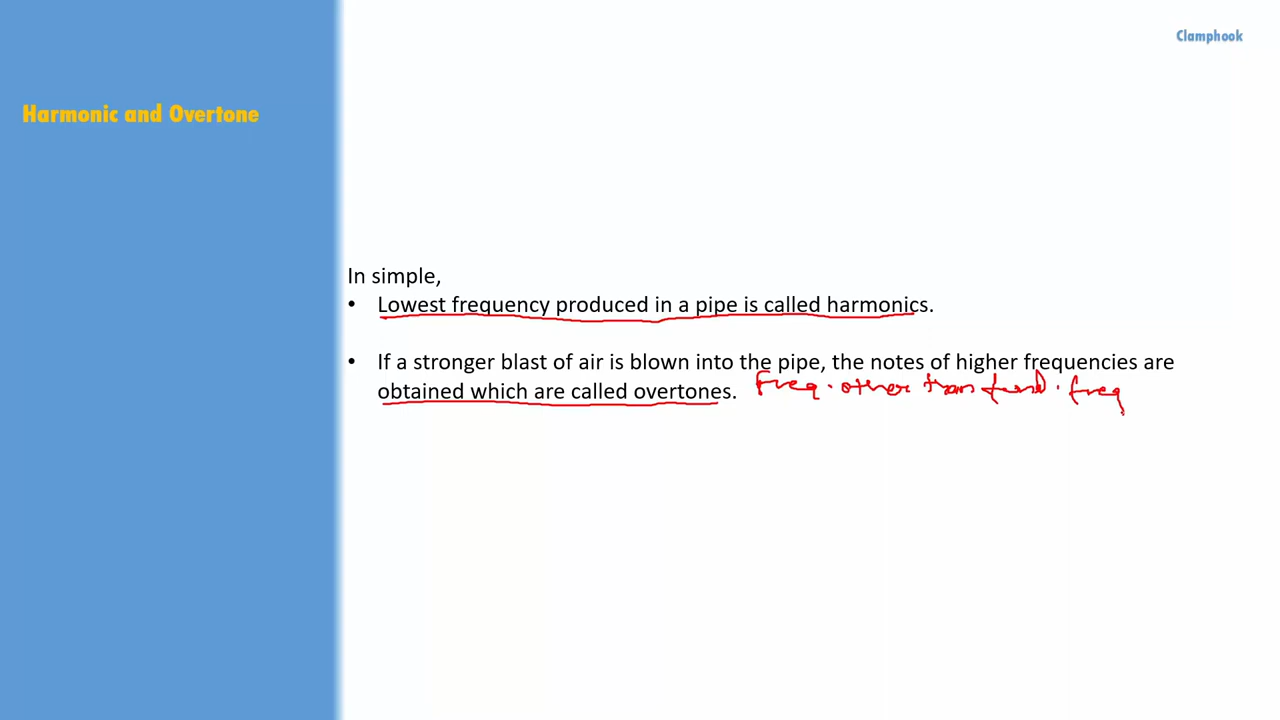 Clamphook
Harmonic and Overtone
In simple,
• Lowest frequency produced in a pipe is called harmonics.
• If a stronger blast of air is blown into the pipe, the notes of higher frequencies are
obtained which are called overtones. Freq. other than fund. freq